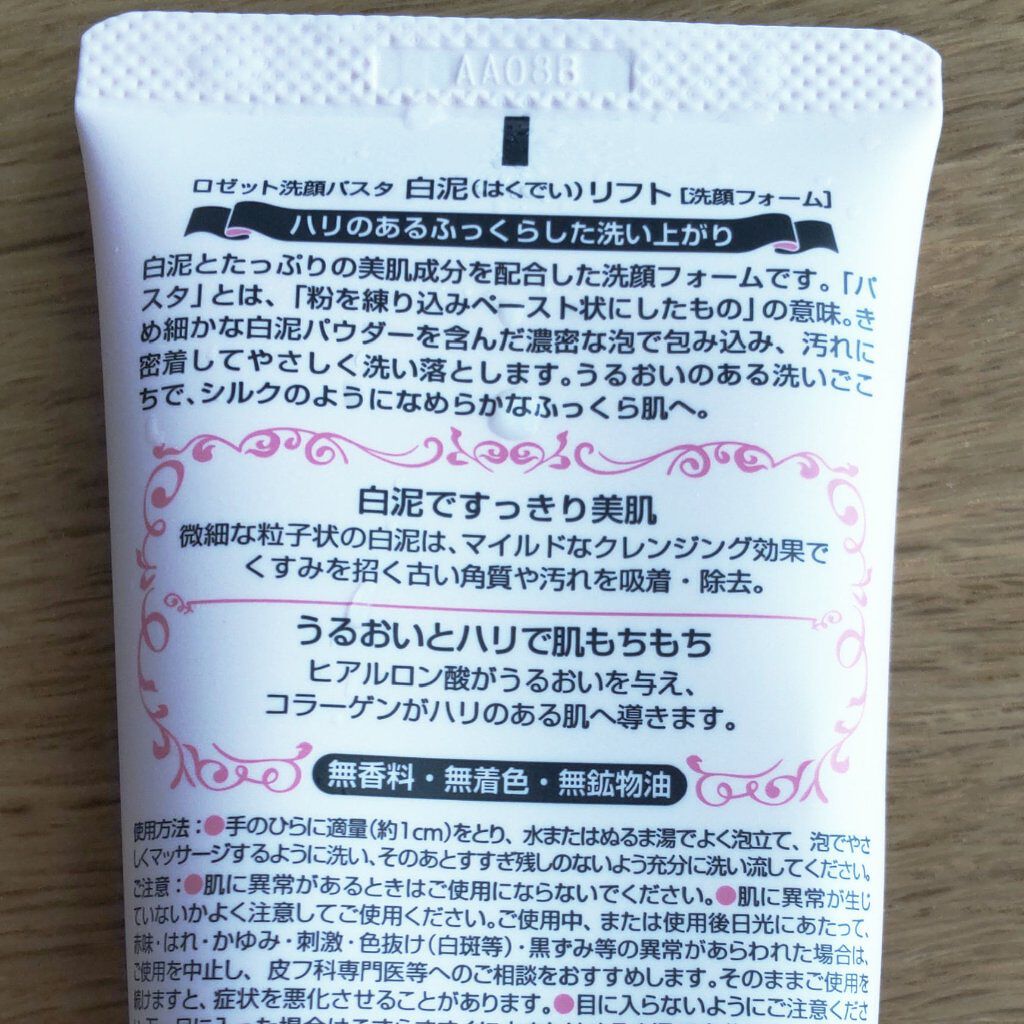 AA03B
ロゼット洗顔パスタ 白泥(はくでい)リフト [洗顔フォーム]
ハリのあるふっくらした洗い上がり
白泥とたっぷりの美肌成分を配合した洗顔フォームです。「パ
スタ」とは、「粉を練り込みペースト状にしたもの」の意味。き
め細かな白泥パウダーを含んだ濃密な泡で包み込み、汚れに
密着してやさしく洗い落とします。うるおいのある洗いごこ
ちで、シルクのようになめらかなふっくら肌へ。
白泥ですっきり美肌
微細な粒子状の白泥は、マイルドなクレンジング効果で
くすみを招く古い角質や汚れを吸着・除去。
うるおいとハリで肌もちもち
ヒアルロン酸がうるおいを与え、
コラーゲンがハリのある肌へ導きます。
無香料・無着色・無鉱物油
使用方法：●手のひらに適量(約1cm)をとり、水またはぬるま湯でよく泡立て、泡でやさ
しくマッサージするように洗い、そのあとすすぎ残しのないよう充分に洗い流してください。
ご注意：●肌に異常があるときはご使用にならないでください。●肌に異常が生じ
ていないかよく注意してご使用ください。ご使用中、または使用後日光にあたって、
赤味・はれ・かゆみ・刺激・色抜け(白斑等)・黒ずみ等の異常があらわれた場合は、
ご使用を中止し、皮フ科専門医等へのご相談をおすすめします。そのままご使用を
続けますと、症状を悪化させることがあります。●目に入らないようにご注意くださ